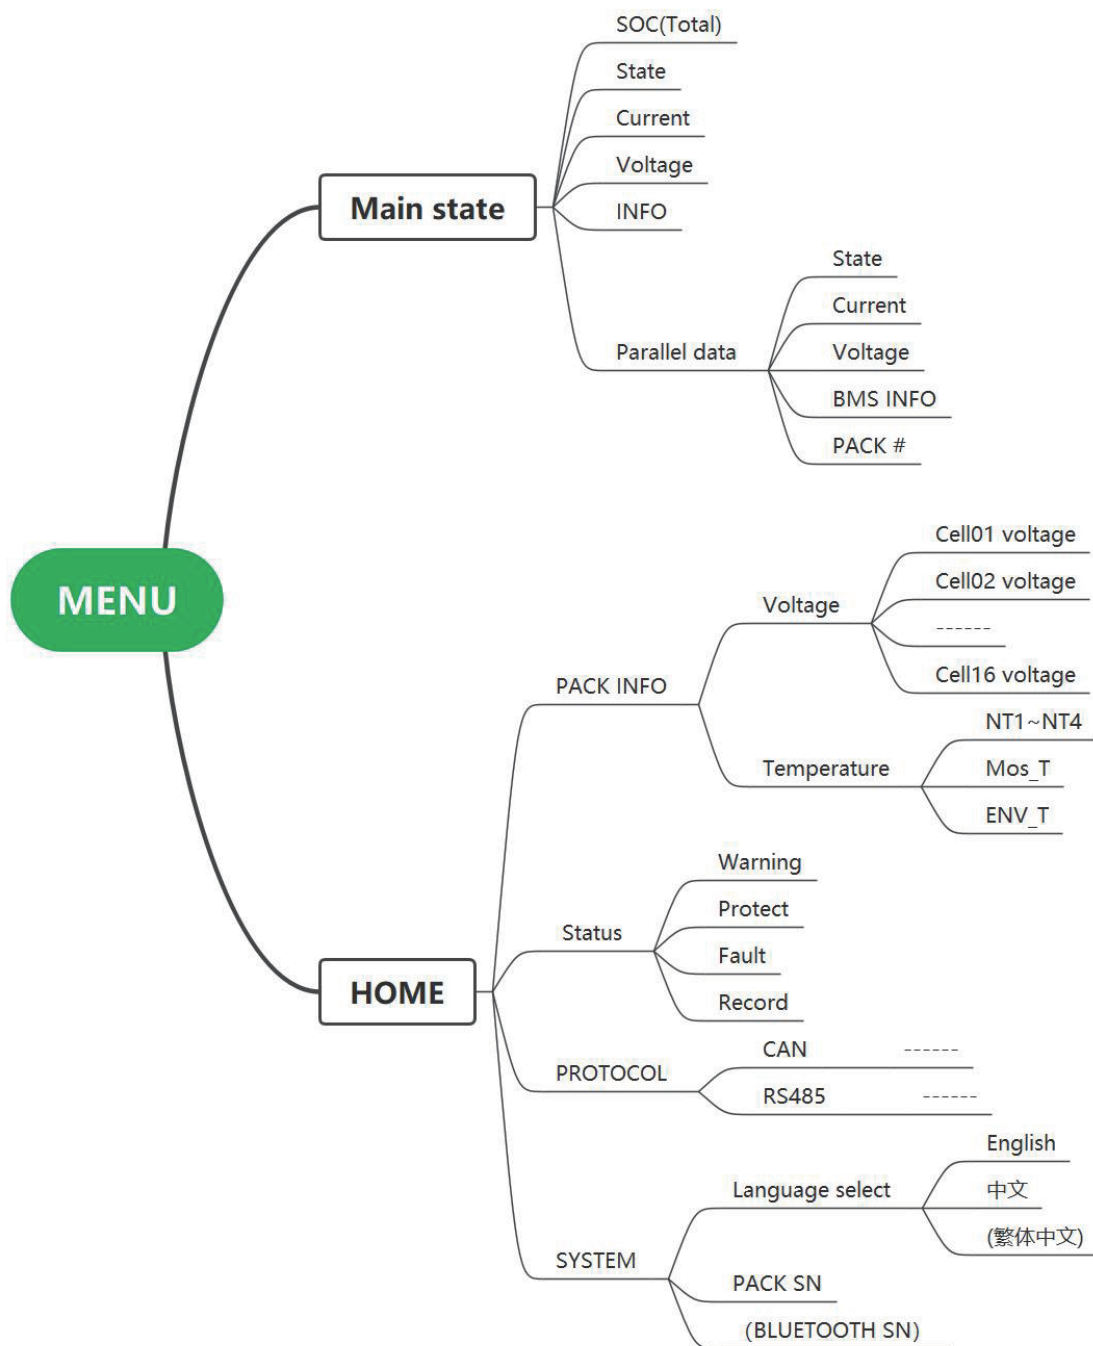 SOC(Total)
State
Current
Voltage
INFO
Main state
Parallel data
State
Current
Voltage
BMS INFO
PACK #
MENU
PACK INFO
Voltage
Cell01 voltage
Cell02 voltage
------
Cell16 voltage
Temperature
NT1~NT4
Mos_T
ENV_T
HOME
Status
Warning
Protect
Fault
Record
PROTOCOL
CAN ------
RS485 ------
SYSTEM
Language select
English
中文
(繁体中文)
PACK SN
(BLUETOOTH SN)